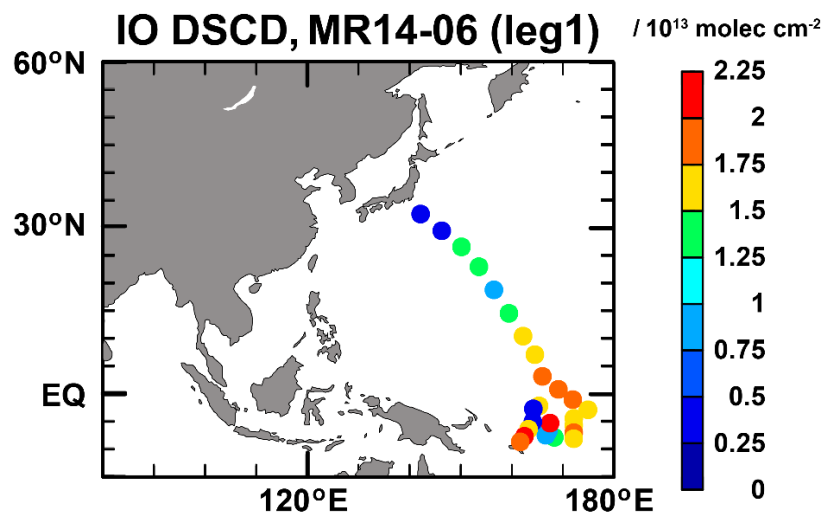 IO DSCD, MR14-06 (leg1)
/ 10¹³ molec cm⁻²
60°N
30°N
EQ
120°E
180°E
2.25
2
1.75
1.5
1.25
1
0.75
0.5
0.25
0